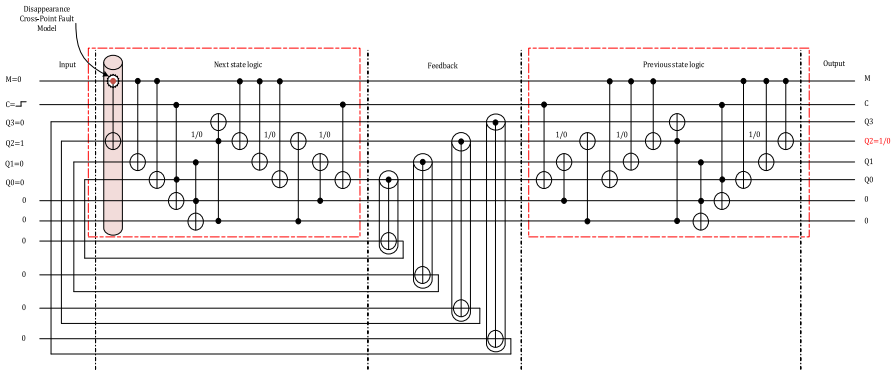 Disappearance
Cross-Point Fault
Model
Input
Next state logic
Feedback
Previous state logic
Output
M=0
M
C=
C
Q3=0
Q3
Q2=1
1/0
1/0
1/0
1/0
1/0
1/0
Q2=1/0
Q1=0
Q1
Q0=0
Q0
0
0
0
0
0
0
0
0